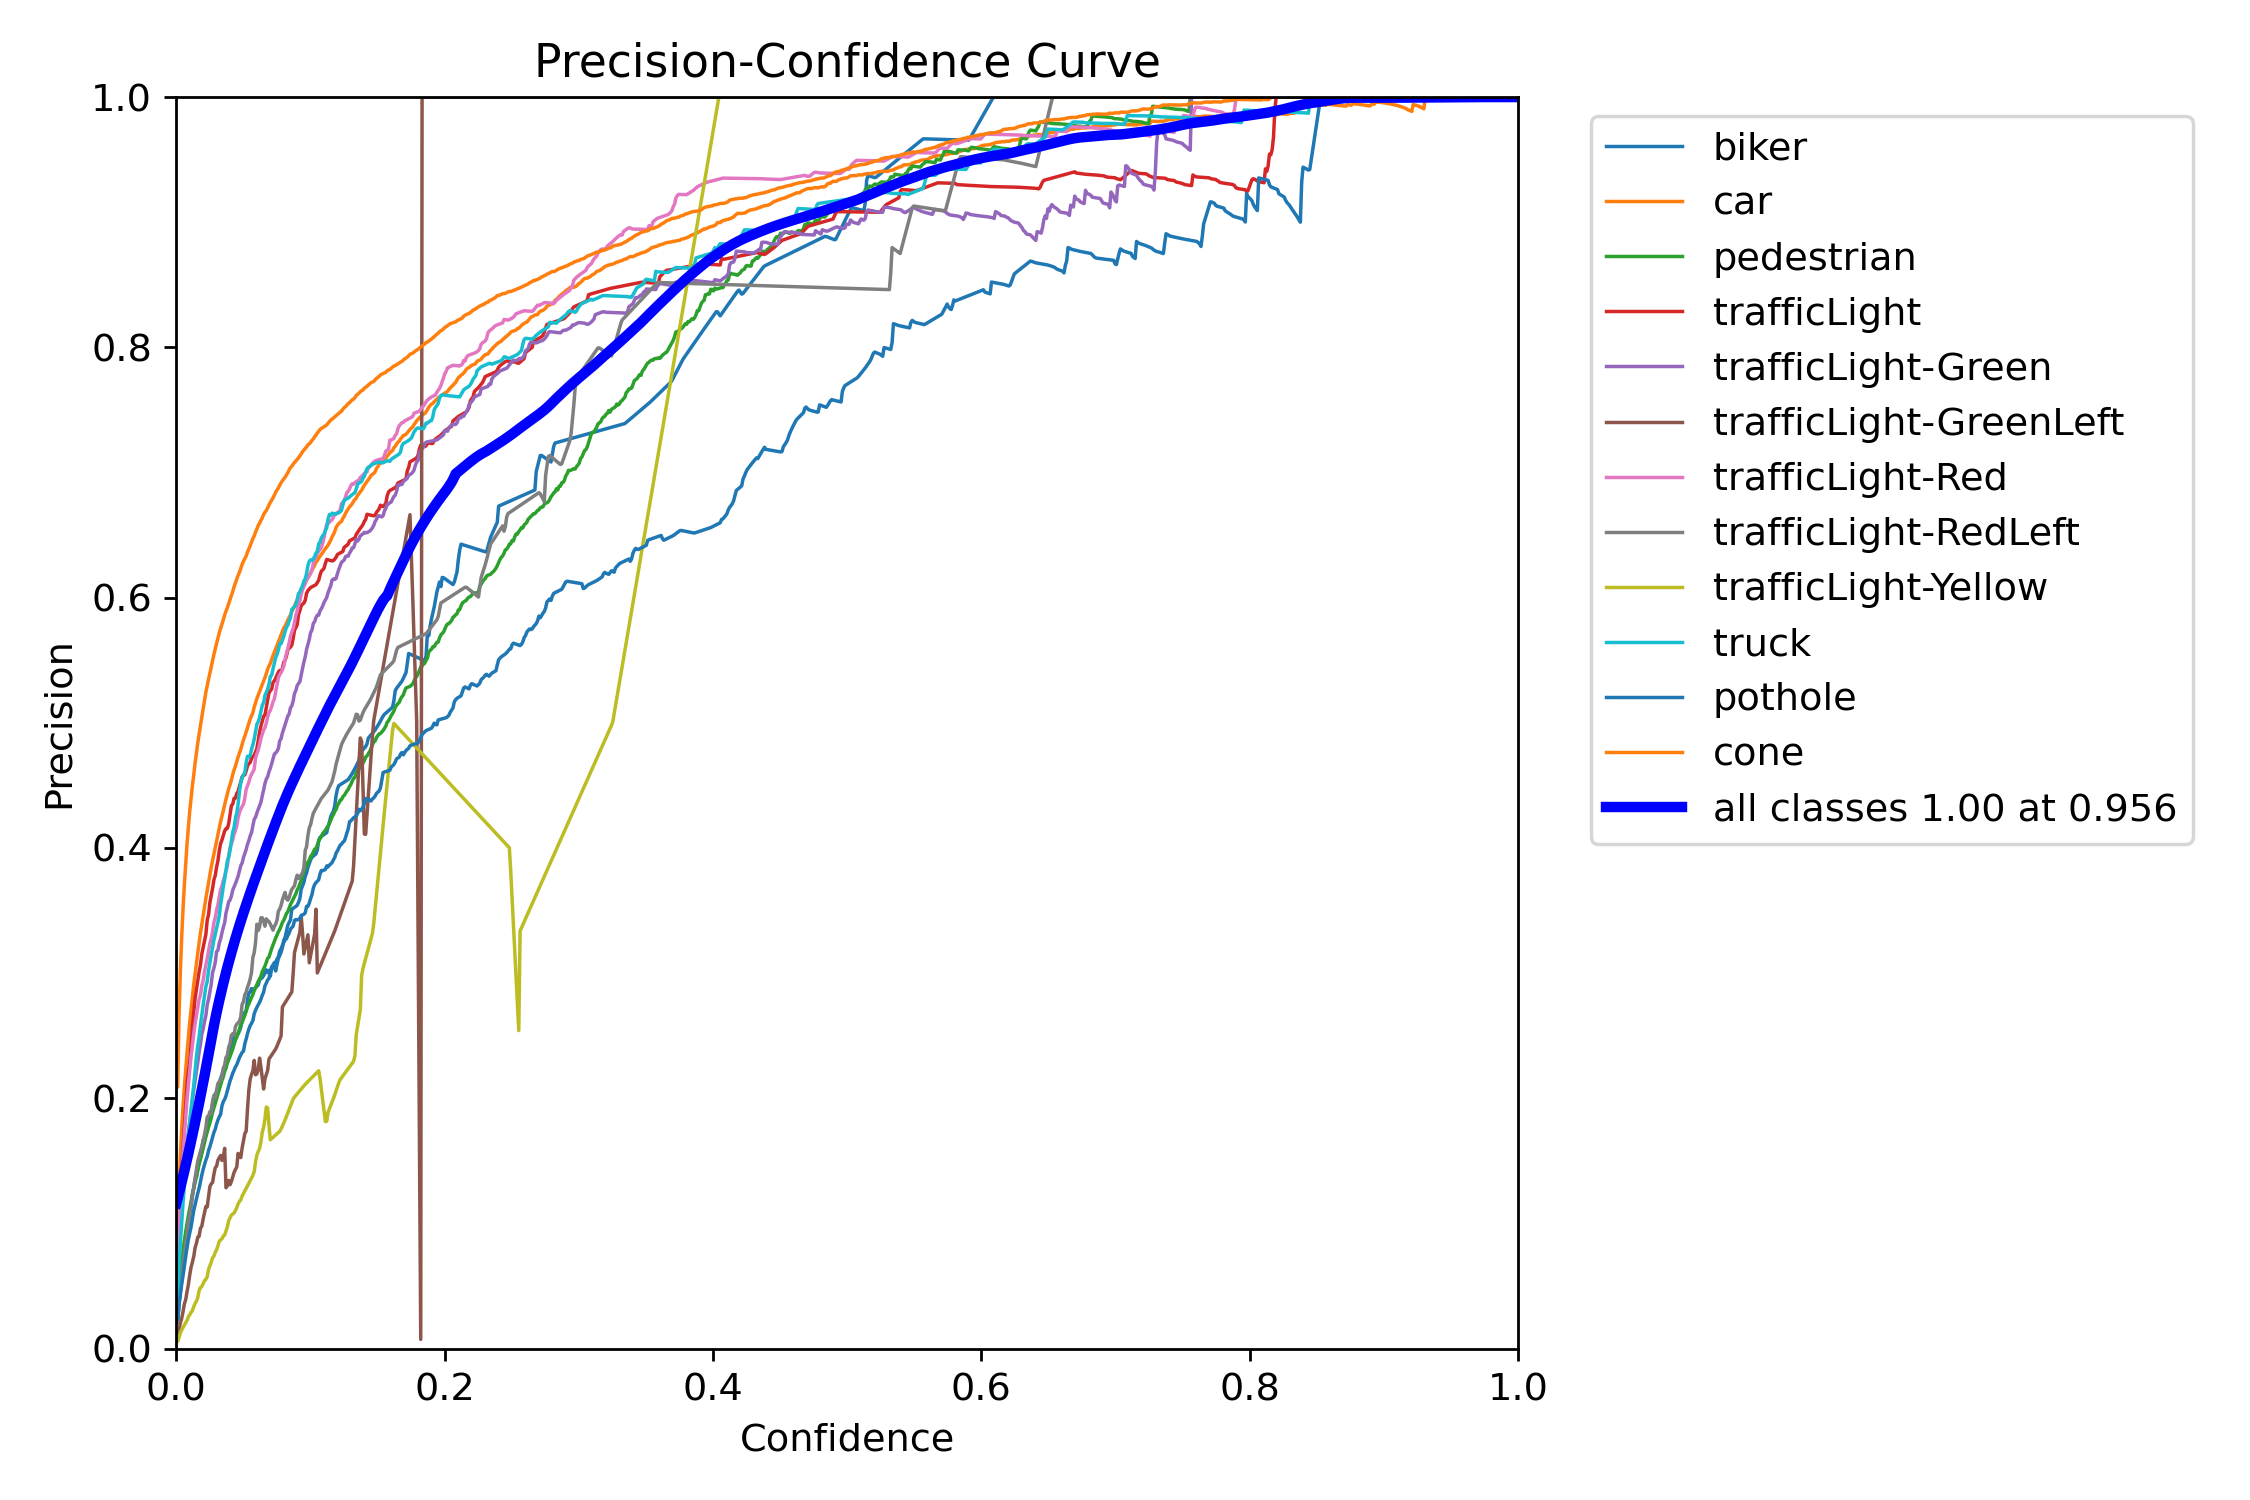 Precision-Confidence Curve
1.0
0.8
0.6
0.4
0.2
0.0
Precision
0.0 0.2 0.4 0.6 0.8 1.0
Confidence
biker
car
pedestrian
trafficLight
trafficLight-Green
trafficLight-GreenLeft
trafficLight-Red
trafficLight-RedLeft
trafficLight-Yellow
truck
pothole
cone
all classes 1.00 at 0.956